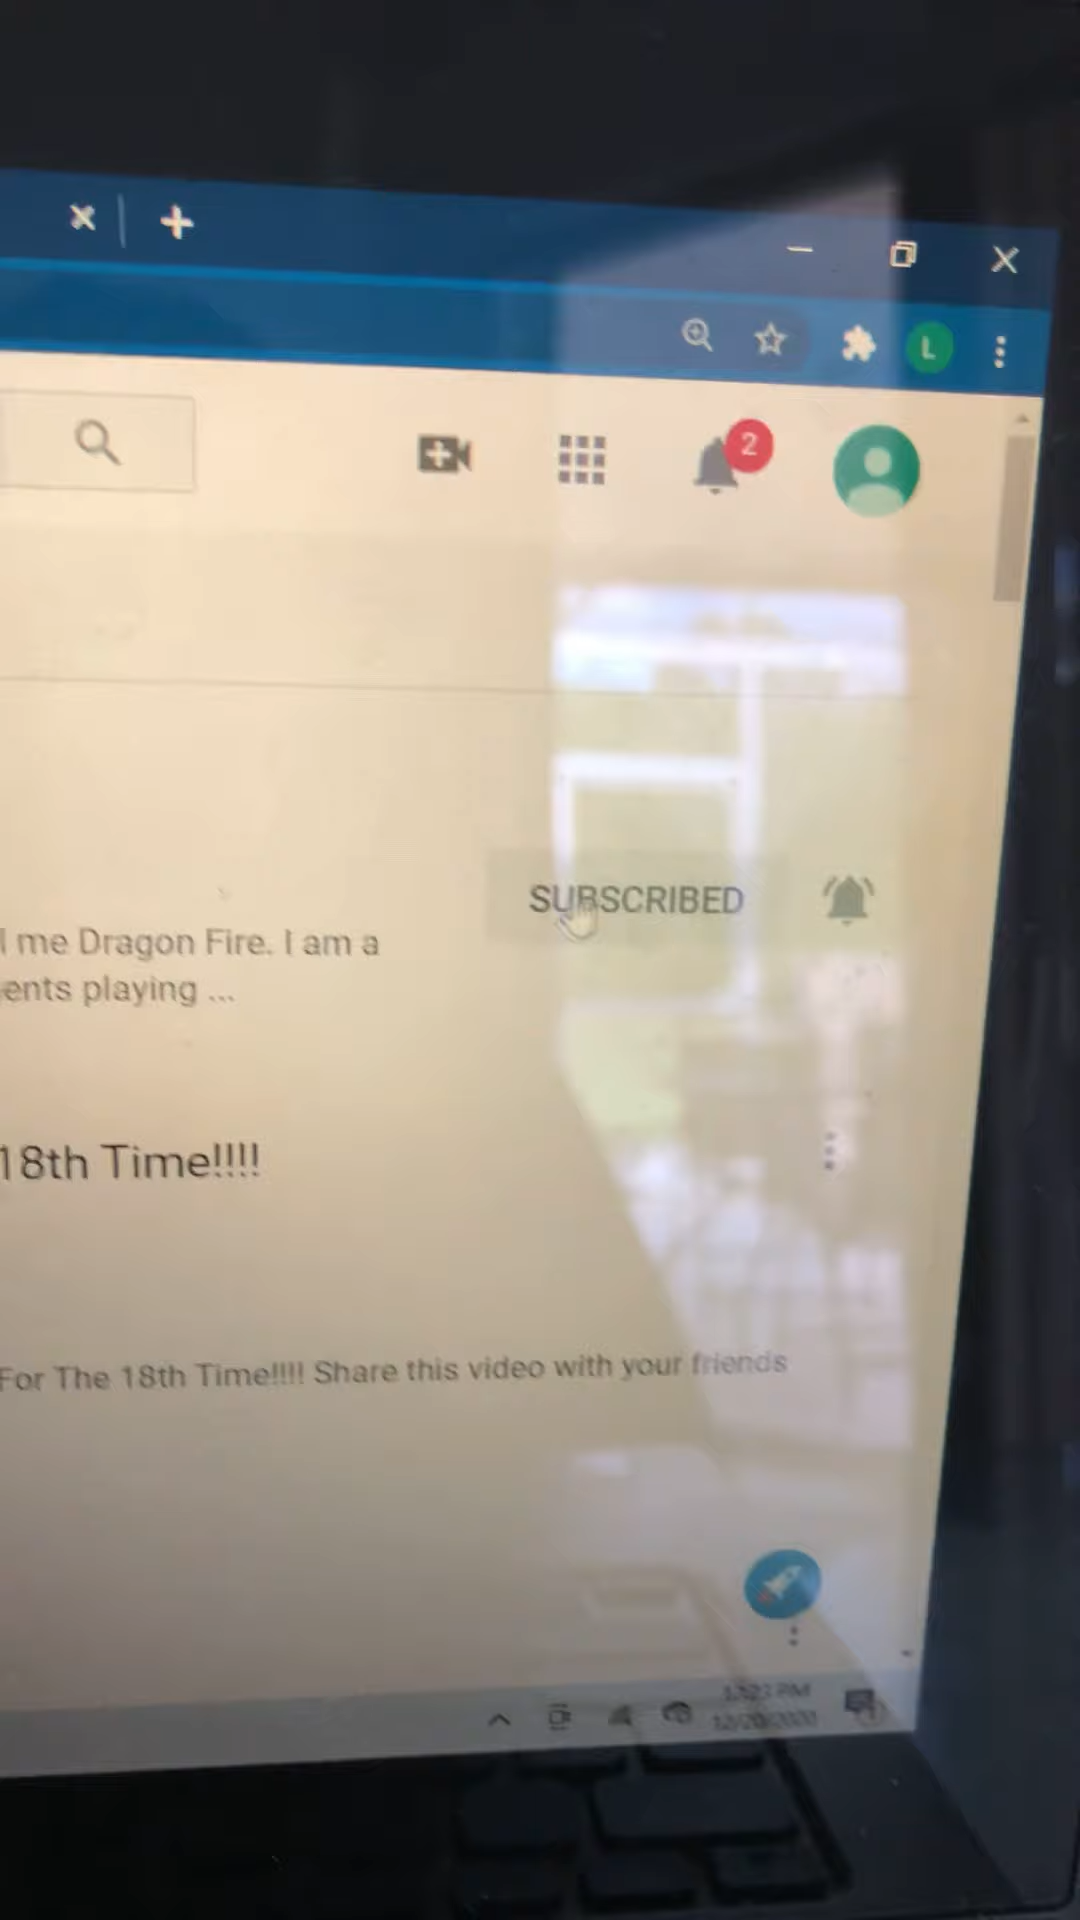 L
2
SUBSCRIBED
l me Dragon Fire. I am a
ents playing ...
18th Time!!!!
For The 18th Time!!!! Share this video with your friends